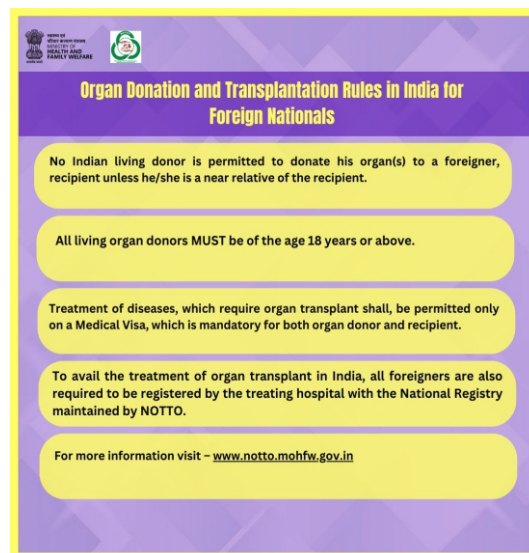 MINISTRY OF
HEALTH AND
FAMILY WELFARE
Organ Donation and Transplantation Rules in India for
Foreign Nationals
No Indian living donor is permitted to donate his organ(s) to a foreigner,
recipient unless he/she is a near relative of the recipient.
All living organ donors MUST be of the age 18 years or above.
Treatment of diseases, which require organ transplant shall, be permitted only
on a Medical Visa, which is mandatory for both organ donor and recipient.
To avail the treatment of organ transplant in India, all foreigners are also
required to be registered by the treating hospital with the National Registry
maintained by NOTTO.
For more information visit – www.notto.mohfw.gov.in